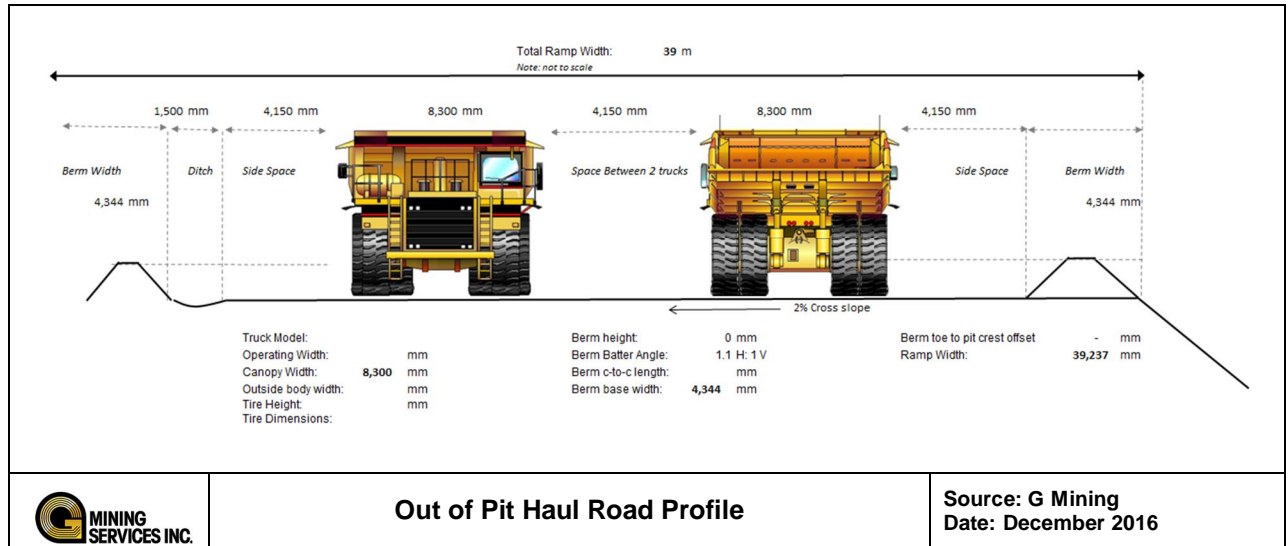 Total Ramp Width: 39 m
Note: not to scale
1,500 mm 4,150 mm 8,300 mm 4,150 mm 8,300 mm 4,150 mm
Berm Width Ditch Side Space Space Between 2 trucks Side Space Berm Width
4,344 mm 4,344 mm
2% Cross slope
Truck Model: Berm height: 0 mm Berm toe to pit crest offset - mm
Operating Width: mm Berm Batter Angle: 1.1 H: 1 V Ramp Width: 39,237 mm
Canopy Width: 8,300 mm Berm c-to-c length: mm
Outside body width: mm Berm base width: 4,344 mm
Tire Height: mm
Tire Dimensions:
G MINING SERVICES INC.
Out of Pit Haul Road Profile
Source: G Mining
Date: December 2016